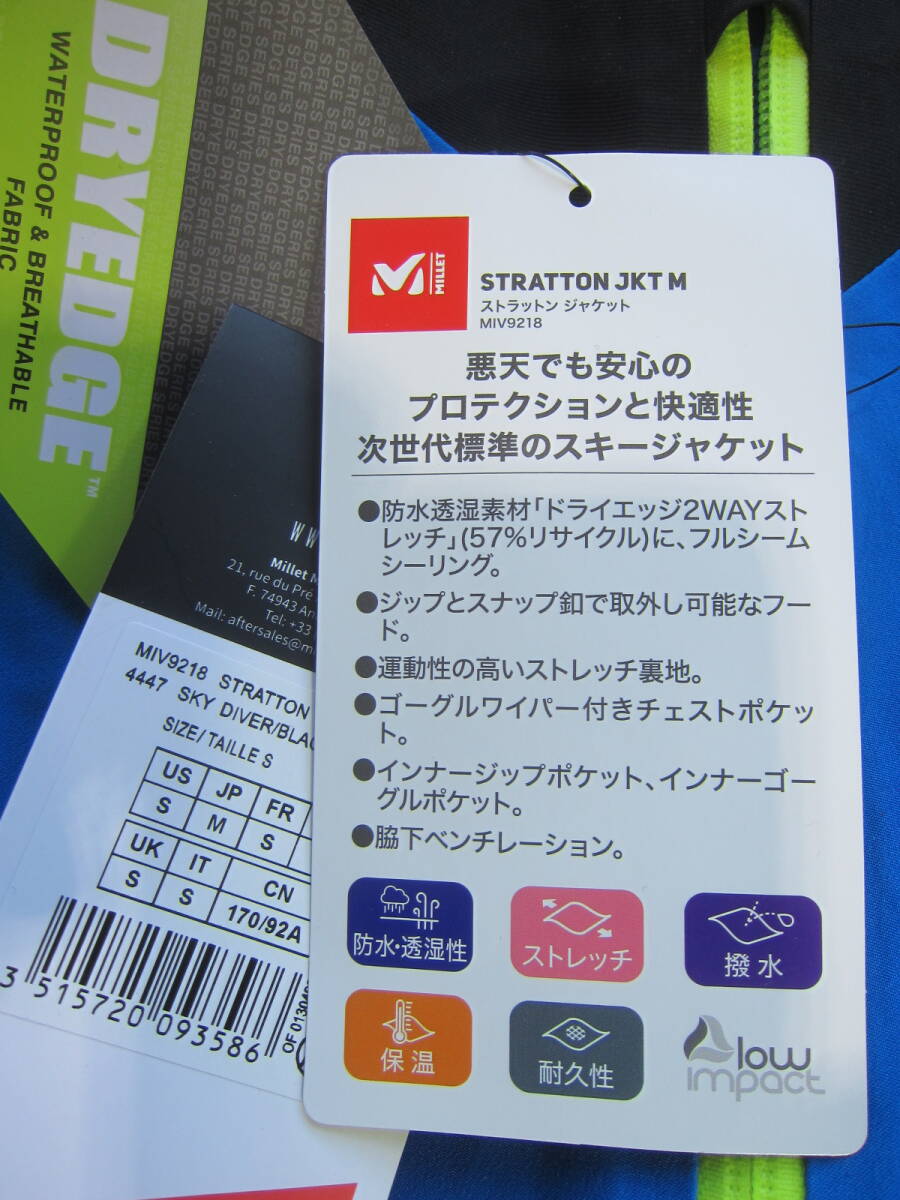 DRYEDGE™
WATERPROOF & BREATHABLE
FABRIC
DRYEDGE SERIES DRYEDGE SERIES DRYEDGE SERIES
MILLET
STRATTON JKT M
ストラットン ジャケット
MIV9218
悪天でも安心の
プロテクションと快適性
次世代標準のスキージャケット
●防水透湿素材「ドライエッジ2WAYスト
レッチ」(57%リサイクル)に、フルシーム
シーリング。
●ジップとスナップ釦で取外し可能なフー
ド。
●運動性の高いストレッチ裏地。
●ゴーグルワイパー付きチェストポケッ
ト。
●インナージップポケット、インナーゴー
グルポケット。
●脇下ベンチレーション。
防水・透湿性
ストレッチ
撥水
保温
耐久性
low
impact
Millet M
21, rue du Pre
F. 74943 An
Tel: +33
Mail: aftersales@m
MIV9218 STRATTON
4447 SKY DIVER/BLAC
SIZE/TAILLE S
US JP FR
S M S
UK IT CN
S S 170/92A
3 515720 093586